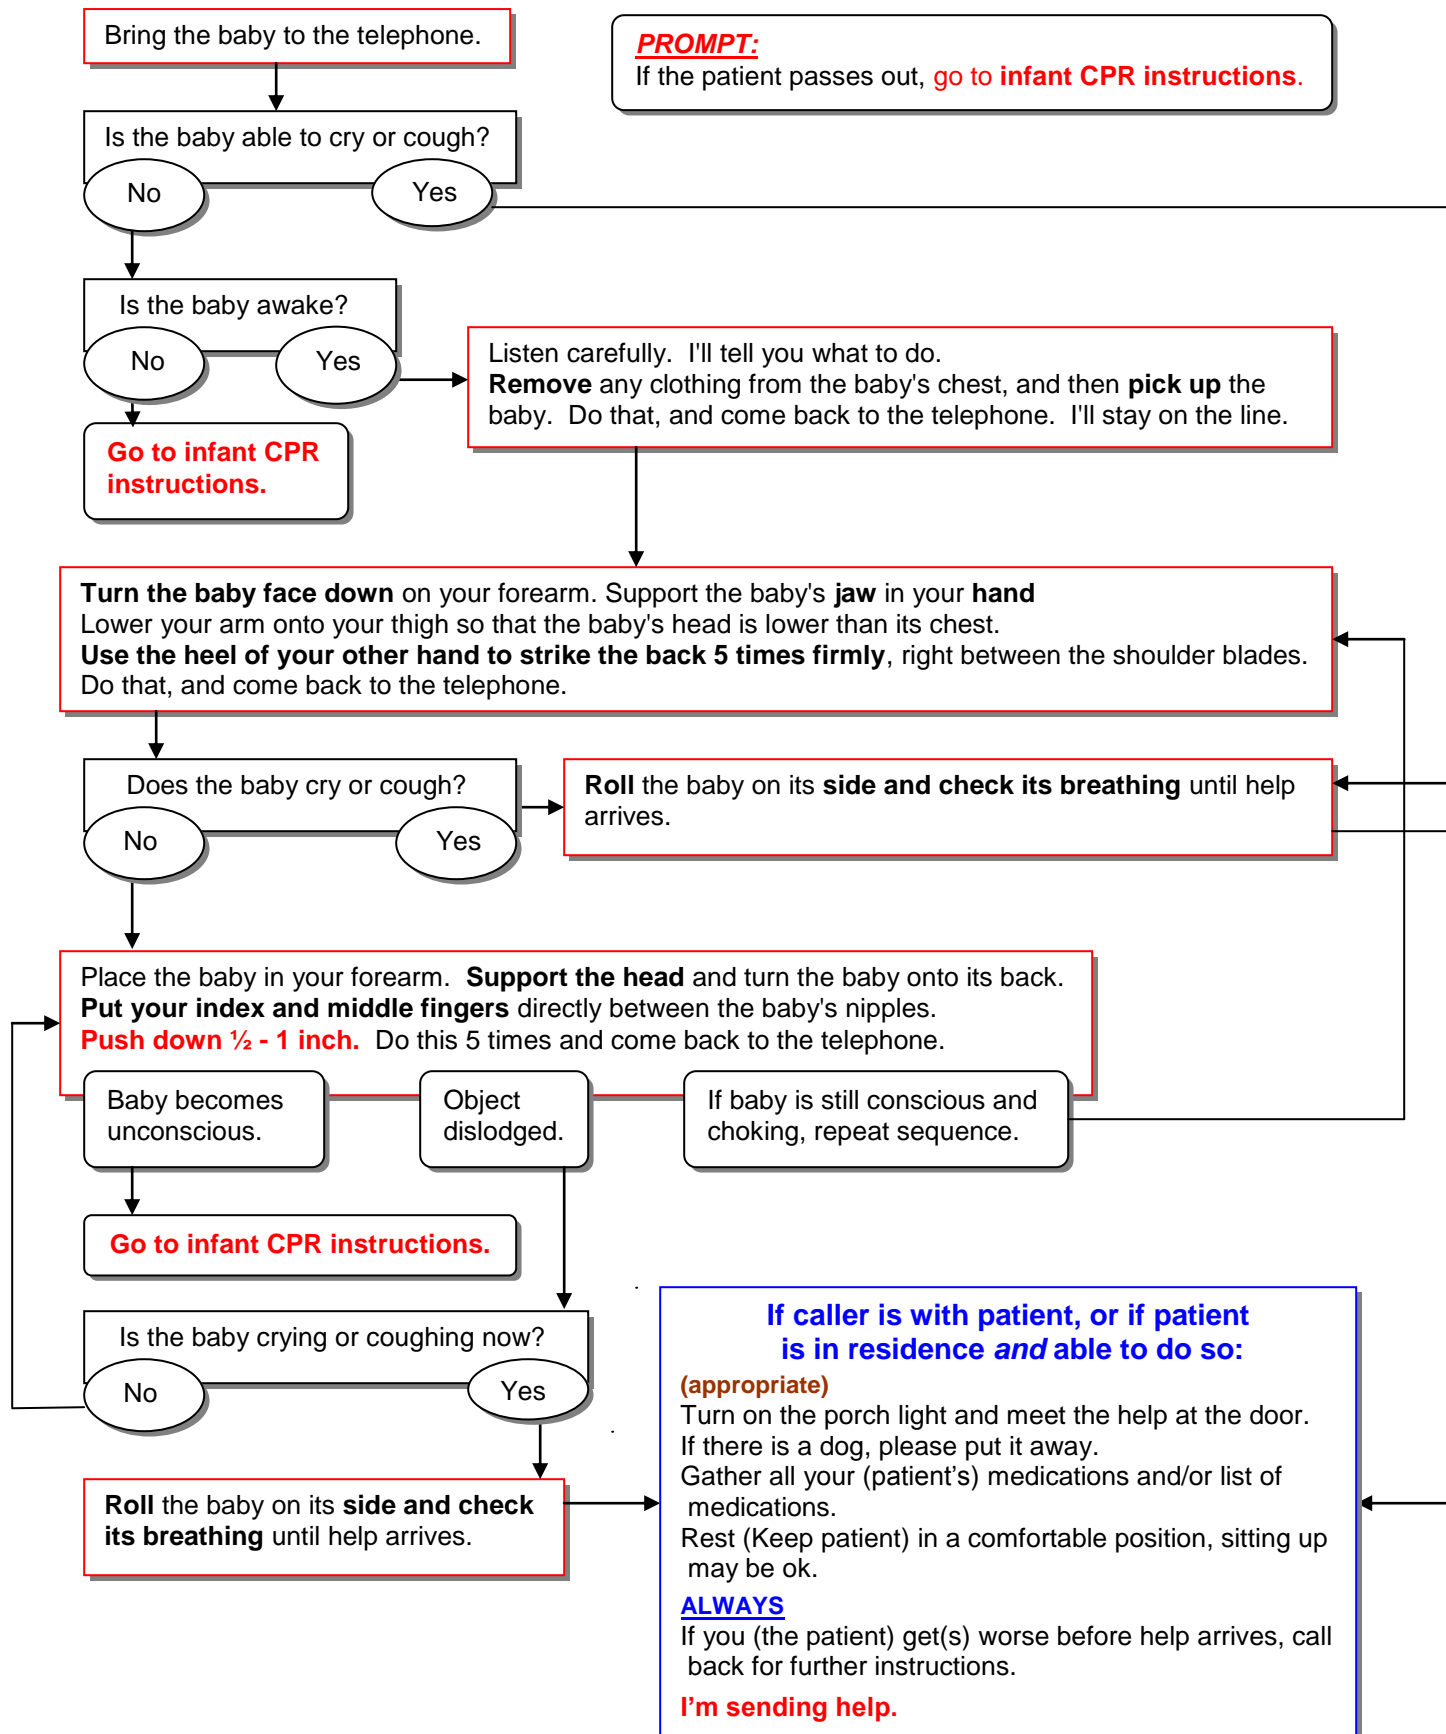 Bring the baby to the telephone.
PROMPT:
If the patient passes out, go to infant CPR instructions.
Is the baby able to cry or cough?
No
Yes
Is the baby awake?
No
Yes
Listen carefully. I'll tell you what to do.
Remove any clothing from the baby's chest, and then pick up the
baby. Do that, and come back to the telephone. I'll stay on the line.
Go to infant CPR
instructions.
Turn the baby face down on your forearm. Support the baby's jaw in your hand
Lower your arm onto your thigh so that the baby's head is lower than its chest.
Use the heel of your other hand to strike the back 5 times firmly, right between the shoulder blades.
Do that, and come back to the telephone.
Does the baby cry or cough?
No
Yes
Roll the baby on its side and check its breathing until help
arrives.
Place the baby in your forearm. Support the head and turn the baby onto its back.
Put your index and middle fingers directly between the baby's nipples.
Push down ½ - 1 inch. Do this 5 times and come back to the telephone.
Baby becomes
unconscious.
Object
dislodged.
If baby is still conscious and
choking, repeat sequence.
Go to infant CPR instructions.
Is the baby crying or coughing now?
No
Yes
Roll the baby on its side and check
its breathing until help arrives.
If caller is with patient, or if patient
is in residence and able to do so:
(appropriate)
Turn on the porch light and meet the help at the door.
If there is a dog, please put it away.
Gather all your (patient’s) medications and/or list of
medications.
Rest (Keep patient) in a comfortable position, sitting up
may be ok.
ALWAYS
If you (the patient) get(s) worse before help arrives, call
back for further instructions.
I’m sending help.